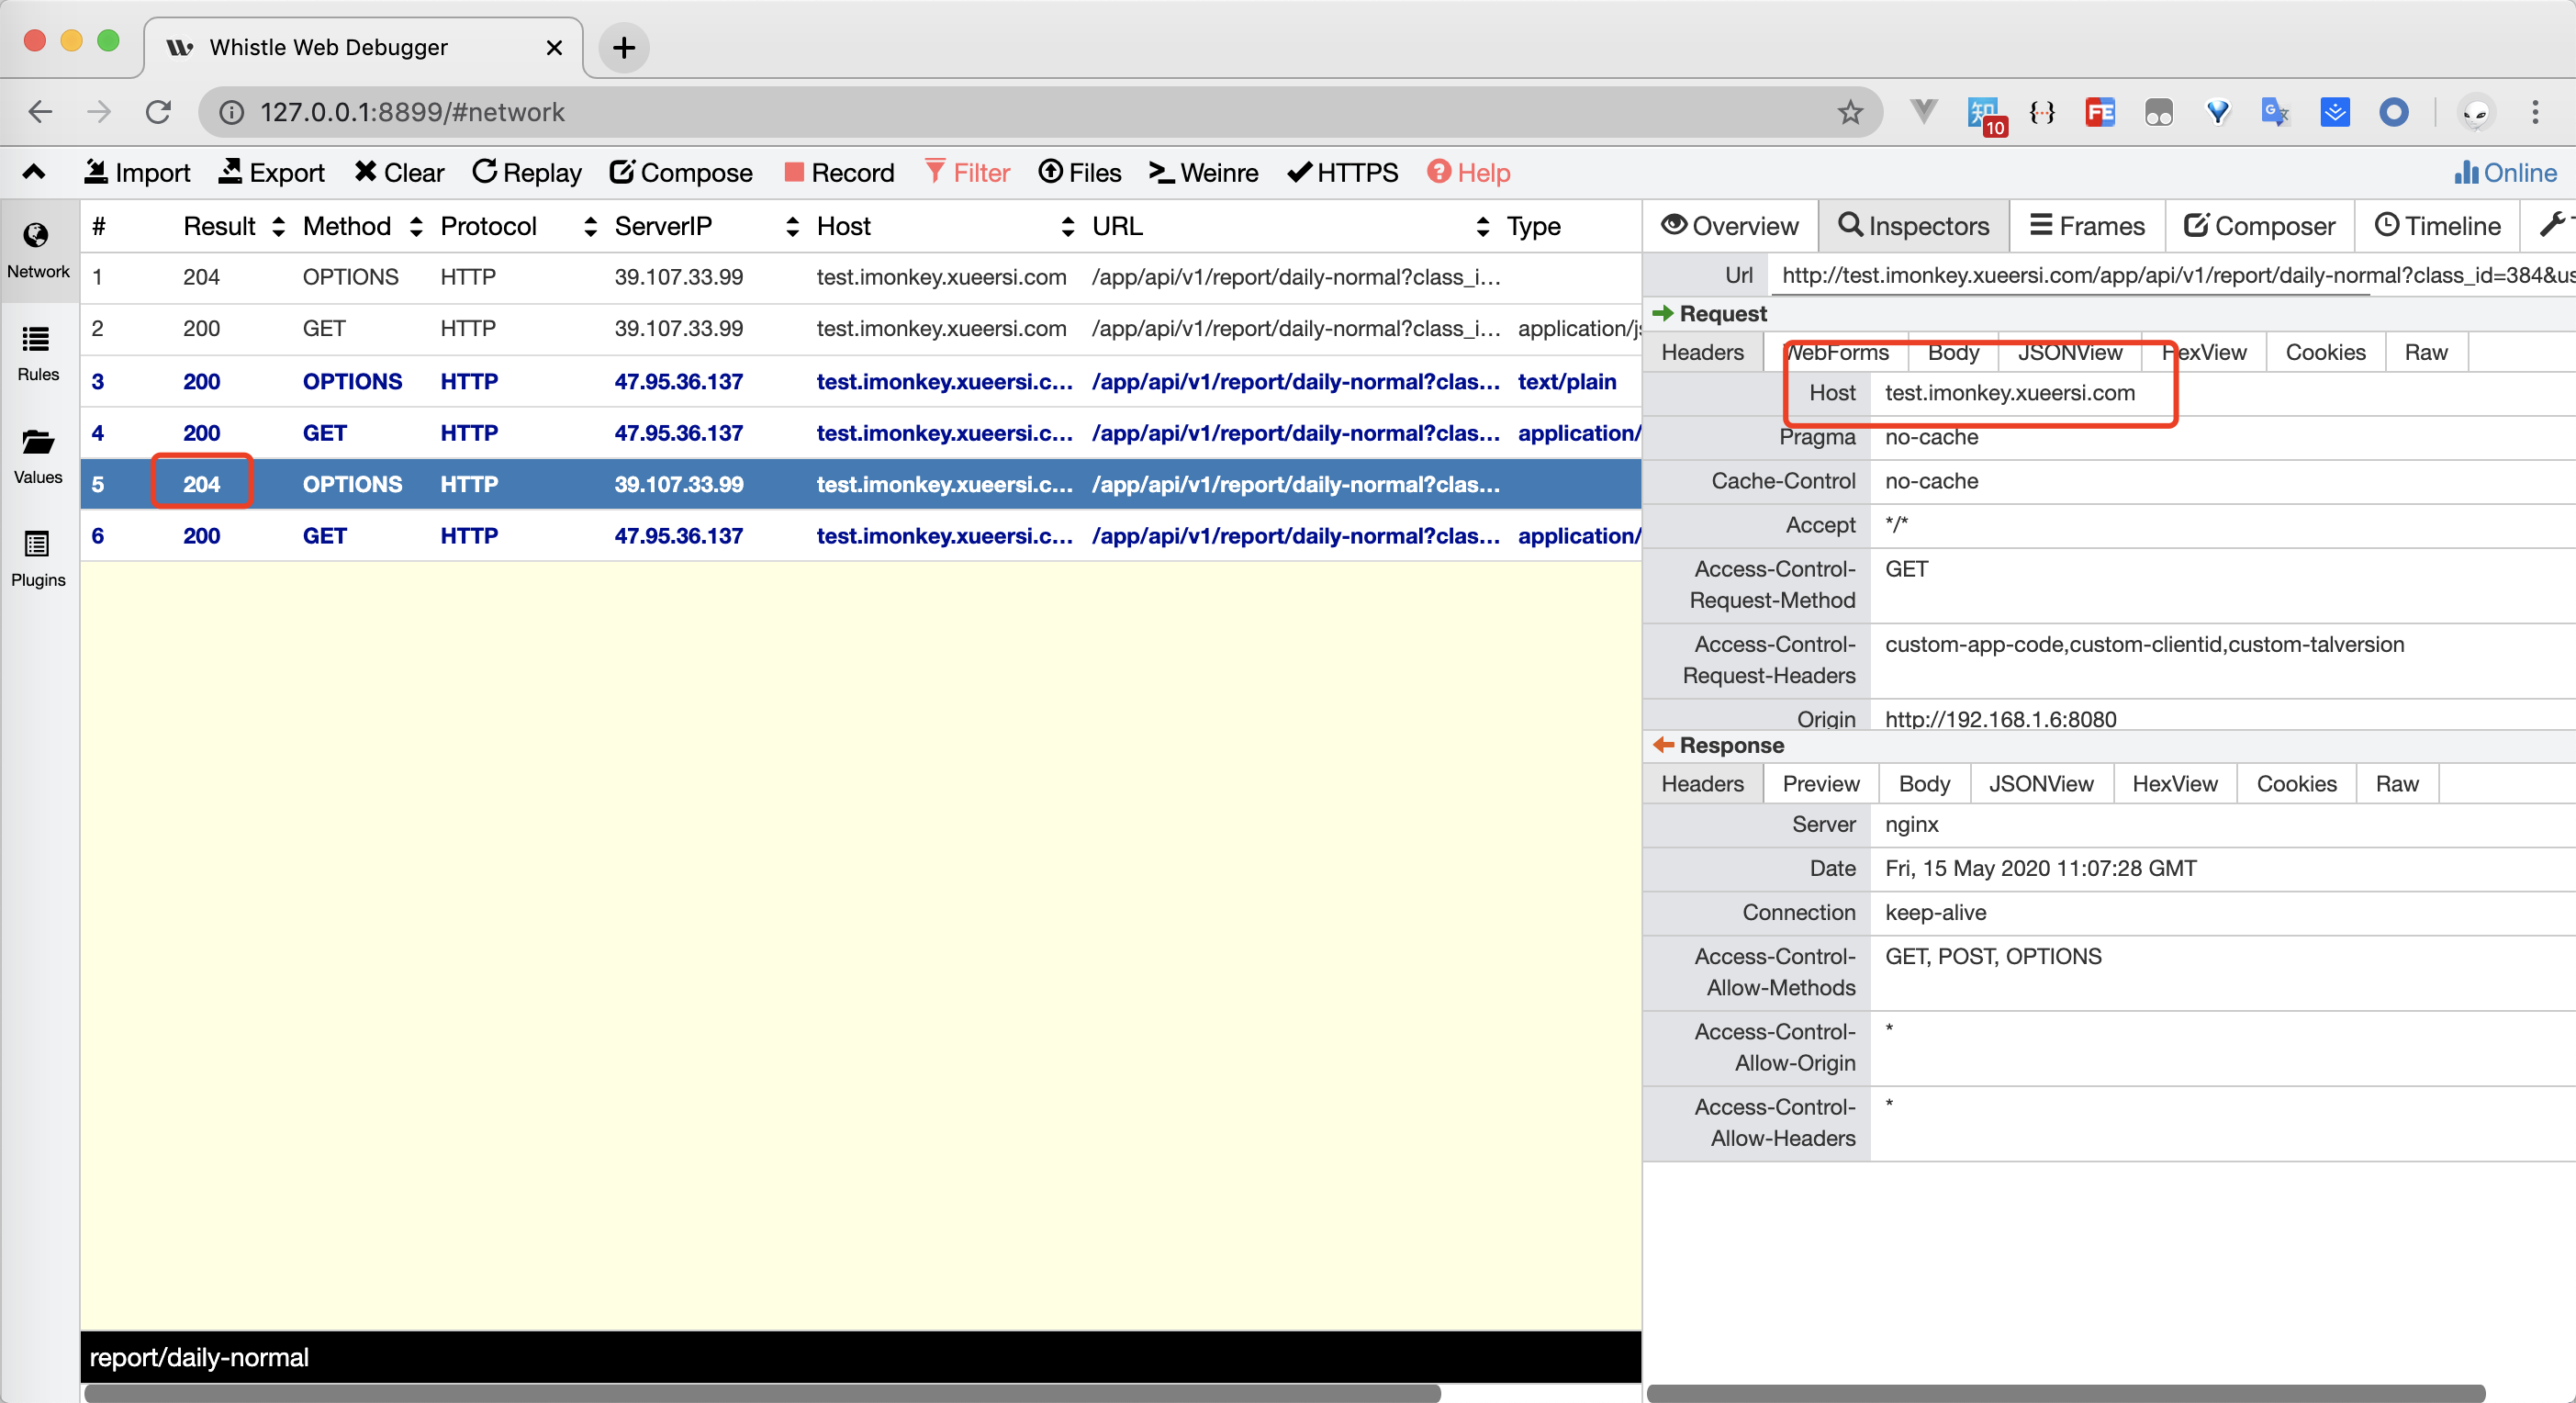 Whistle Web Debugger
127.0.0.1:8899/#network
知 10 FE G
Import Export Clear Replay Compose Record Filter Files Weinre HTTPS Help Online
Network
Rules
Values
Plugins
# Result Method Protocol ServerIP Host URL Type
1 204 OPTIONS HTTP 39.107.33.99 test.imonkey.xueersi.com /app/api/v1/report/daily-normal?class_i...
2 200 GET HTTP 39.107.33.99 test.imonkey.xueersi.com /app/api/v1/report/daily-normal?class_i... application/js
3 200 OPTIONS HTTP 47.95.36.137 test.imonkey.xueersi.c... /app/api/v1/report/daily-normal?clas... text/plain
4 200 GET HTTP 47.95.36.137 test.imonkey.xueersi.c... /app/api/v1/report/daily-normal?clas... application/
5 204 OPTIONS HTTP 39.107.33.99 test.imonkey.xueersi.c... /app/api/v1/report/daily-normal?clas...
6 200 GET HTTP 47.95.36.137 test.imonkey.xueersi.c... /app/api/v1/report/daily-normal?clas... application/
report/daily-normal
Overview Inspectors Frames Composer Timeline
Url http://test.imonkey.xueersi.com/app/api/v1/report/daily-normal?class_id=384&us
Request
Headers WebForms Body JSONView HexView Cookies Raw
Host test.imonkey.xueersi.com
Pragma no-cache
Cache-Control no-cache
Accept */*
Access-Control- GET
Request-Method
Access-Control- custom-app-code,custom-clientid,custom-talversion
Request-Headers
Origin http://192.168.1.6:8080
Response
Headers Preview Body JSONView HexView Cookies Raw
Server nginx
Date Fri, 15 May 2020 11:07:28 GMT
Connection keep-alive
Access-Control- GET, POST, OPTIONS
Allow-Methods
Access-Control- *
Allow-Origin
Access-Control- *
Allow-Headers